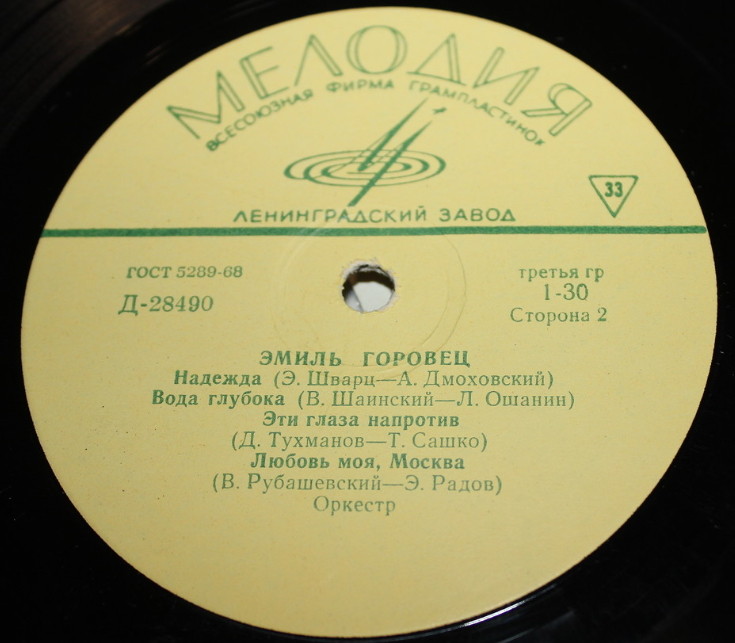 МЕЛОДИЯ
ВСЕСОЮЗНАЯ ФИРМА ГРАМПЛАСТИНОК
33
ЛЕНИНГРАДСКИЙ ЗАВОД
ГОСТ 5289-68
третья гр
Д-28490
1-30
Сторона 2
ЭМИЛЬ ГОРОВЕЦ
Надежда (Э. Шварц—А. Дмоховский)
Вода глубока (В. Шаинский—Л. Ошанин)
Эти глаза напротив
(Д. Тухманов—Т. Сашко)
Любовь моя, Москва
(В. Рубашевский—Э. Радов)
Оркестр